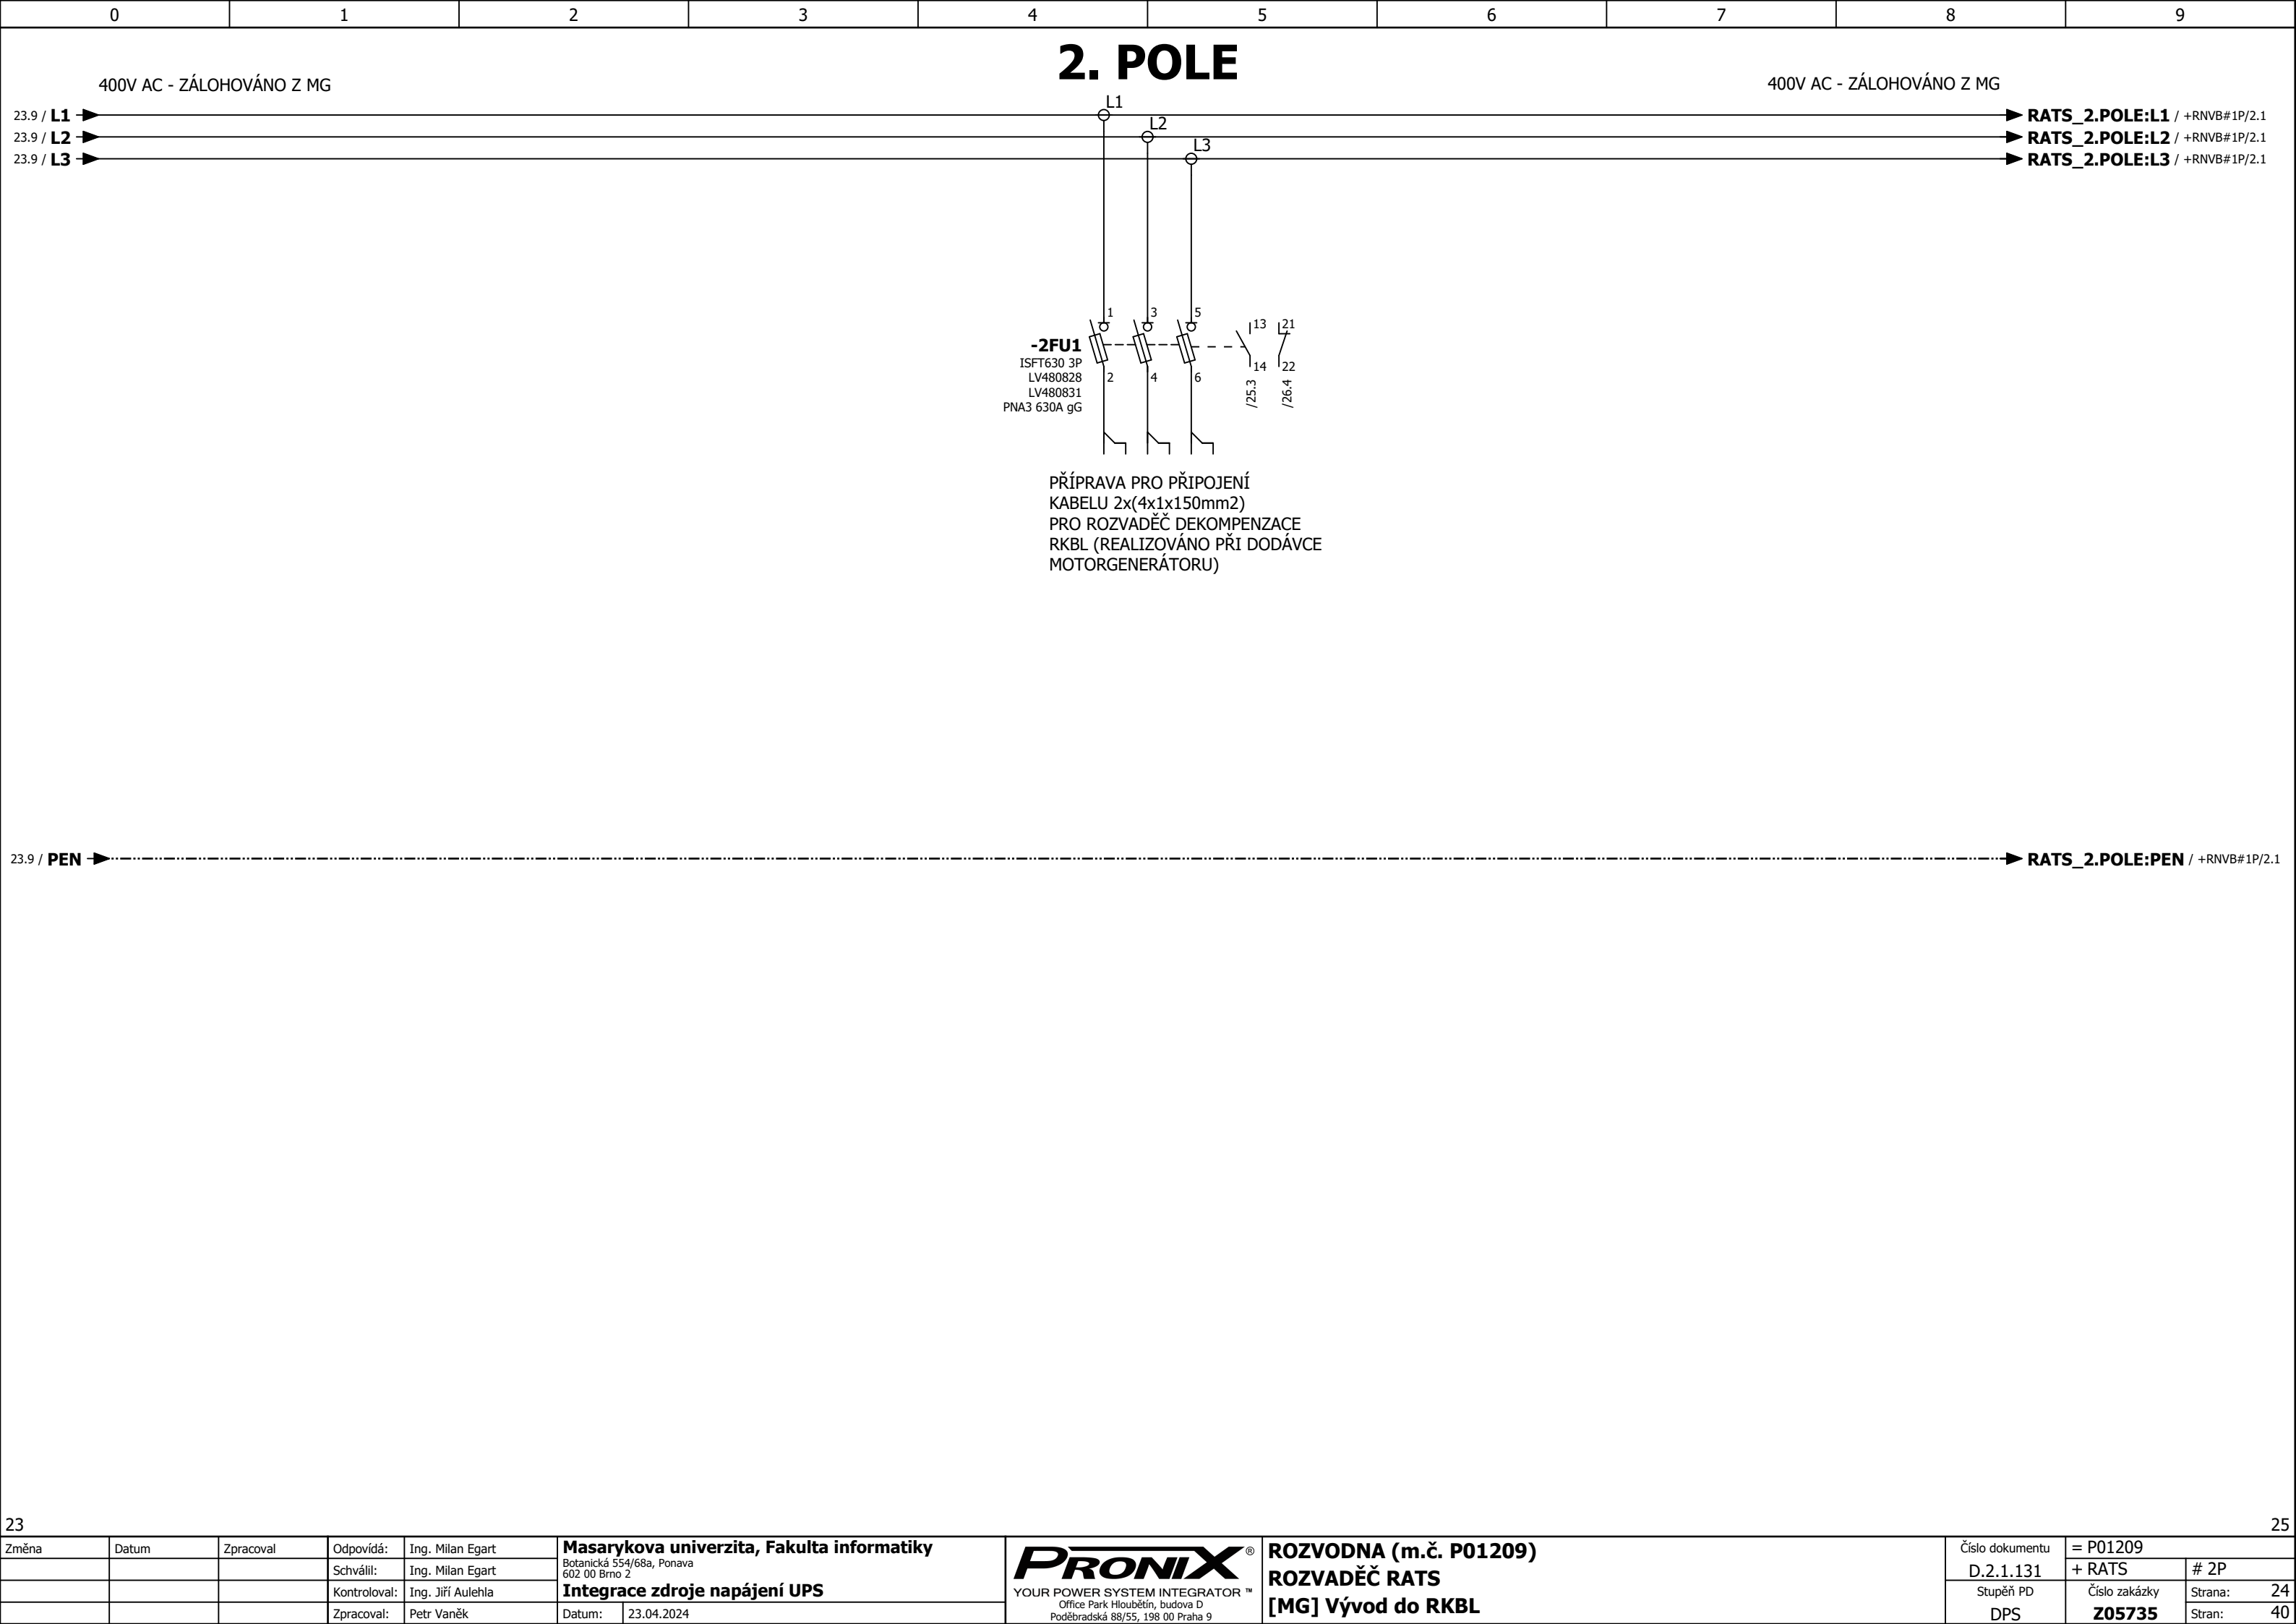 0 1 2 3 4 5 6 7 8 9
2. POLE
400V AC - ZÁLOHOVÁNO Z MG
400V AC - ZÁLOHOVÁNO Z MG
23.9 / L1
L1
RATS_2.POLE:L1 / +RNVB#1P/2.1
23.9 / L2
L2
RATS_2.POLE:L2 / +RNVB#1P/2.1
23.9 / L3
L3
RATS_2.POLE:L3 / +RNVB#1P/2.1
1 3 5 13 21
-2FU1
ISFT630 3P
LV480828
LV480831
PNA3 630A gG
2 4 6 14 22
/25.3
/26.4
PŘÍPRAVA PRO PŘIPOJENÍ
KABELU 2x(4x1x150mm2)
PRO ROZVADĚČ DEKOMPENZACE
RKBL (REALIZOVÁNO PŘI DODÁVCE
MOTORGENERÁTORU)
23.9 / PEN
RATS_2.POLE:PEN / +RNVB#1P/2.1
23
25
Změna Datum Zpracoval
Odpovídá: Ing. Milan Egart
Schválil: Ing. Milan Egart
Kontroloval: Ing. Jiří Aulehla
Zpracoval: Petr Vaněk
Masarykova univerzita, Fakulta informatiky
Botanická 554/68a, Ponava
602 00 Brno 2
Integrace zdroje napájení UPS
Datum: 23.04.2024
PRONIX ®
YOUR POWER SYSTEM INTEGRATOR ™
Office Park Hloubětín, budova D
Poděbradská 88/55, 198 00 Praha 9
ROZVODNA (m.č. P01209)
ROZVADĚČ RATS
[MG] Vývod do RKBL
Číslo dokumentu
D.2.1.131
Stupěň PD
DPS
= P01209
+ RATS # 2P
Číslo zakázky
Z05735
Strana: 24
Stran: 40